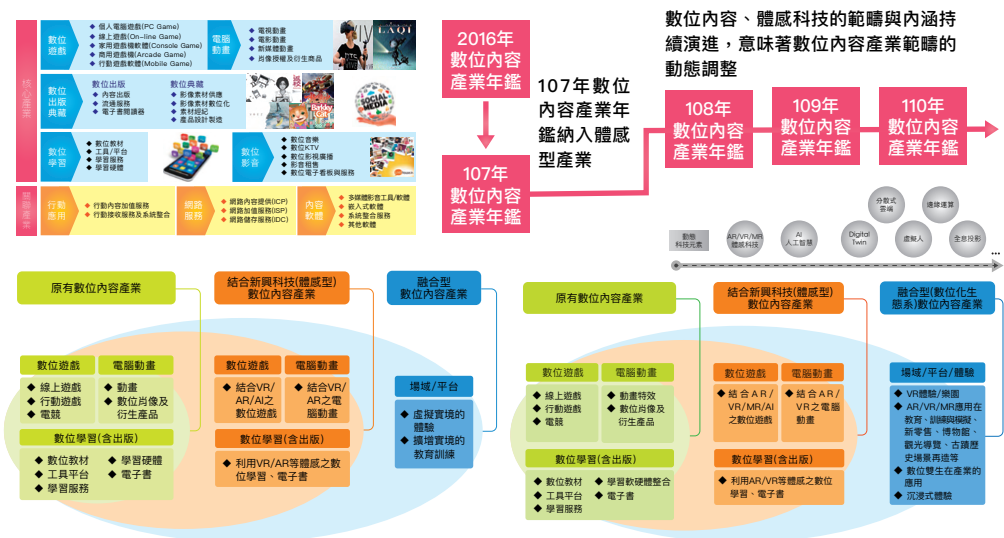 核心產業
數位
遊戲
◆ 個人電腦遊戲(PC Game)
◆ 線上遊戲(On-line Game)
◆ 家用遊戲機軟體(Console Game)
◆ 商用遊戲機(Arcade Game)
◆ 行動遊戲軟體(Mobile Game)
電腦
動畫
◆ 電視動畫
◆ 電影動畫
◆ 新媒體動畫
◆ 肖像授權及衍生商品
數位
出版
典藏
數位出版
◆ 內容出版
◆ 流通服務
◆ 電子書閱讀器
數位典藏
◆ 影像素材供應
◆ 影像素材數位化
◆ 素材經紀
◆ 產品設計製造
SOCIAL
MEDIA
數位
學習
◆ 數位教材
◆ 工具/平台
◆ 學習服務
◆ 學習硬體
數位
影音
◆ 數位音樂
◆ 數位KTV
◆ 數位影視廣播
◆ 影音租售
◆ 數位電子看板與服務
關聯產業
行動
應用
◆ 行動內容加值服務
◆ 行動接收服務及系統整合
網路
服務
◆ 網路內容提供(ICP)
◆ 網路加值服務(ISP)
◆ 網路儲存服務(IDC)
內容
軟體
◆ 多媒體影音工具/軟體
◆ 嵌入式軟體
◆ 系統整合服務
◆ 其他軟體
2016年
數位內容
產業年鑑
107年
數位內容
產業年鑑
107年數位
內容產業年
鑑納入體感
型產業
數位內容、體感科技的範疇與內涵持
續演進，意味著數位內容產業範疇的
動態調整
108年
數位內容
產業年鑑
109年
數位內容
產業年鑑
110年
數位內容
產業年鑑
動態
科技元素
AR/VR/MR
體感科技
AI
人工智慧
Digital
Twin
分散式
雲端
虛擬人
邊緣運算
全息投影
...
原有數位內容產業
結合新興科技(體感型)
數位內容產業
融合型
數位內容產業
數位遊戲
◆ 線上遊戲
◆ 行動遊戲
◆ 電競
電腦動畫
◆ 動畫
◆ 數位肖像及
衍生產品
數位學習(含出版)
◆ 數位教材
◆ 工具平台
◆ 學習服務
◆ 學習硬體
◆ 電子書
數位遊戲
◆ 結合VR/
AR/AI之
數位遊戲
電腦動畫
◆ 結合VR/
AR之電
腦動畫
數位學習(含出版)
◆ 利用VR/AR等體感之數
位學習、電子書
場域/平台
◆ 虛擬實境的
體驗
◆ 擴增實境的
教育訓練
原有數位內容產業
結合新興科技(體感型)
數位內容產業
融合型(數位化生
態系)數位內容產業
數位遊戲
◆ 線上遊戲
◆ 行動遊戲
◆ 電競
電腦動畫
◆ 動畫特效
◆ 數位肖像及
衍生產品
數位學習(含出版)
◆ 數位教材
◆ 工具平台
◆ 學習服務
◆ 學習軟硬體整合
◆ 電子書
數位遊戲
◆ 結合AR/
VR/MR/AI
之數位遊戲
電腦動畫
◆ 結合AR/
VR之電腦
動畫
數位學習(含出版)
◆ 利用AR/VR等體感之數位
學習、電子書
場域/平台/體驗
◆ VR體驗/樂園
◆ AR/VR/MR應用在
教育、訓練與模擬、
新零售、博物館、
觀光導覽、古蹟歷
史場景再造等
◆ 數位雙生在產業的
應用
◆ 沉浸式體驗